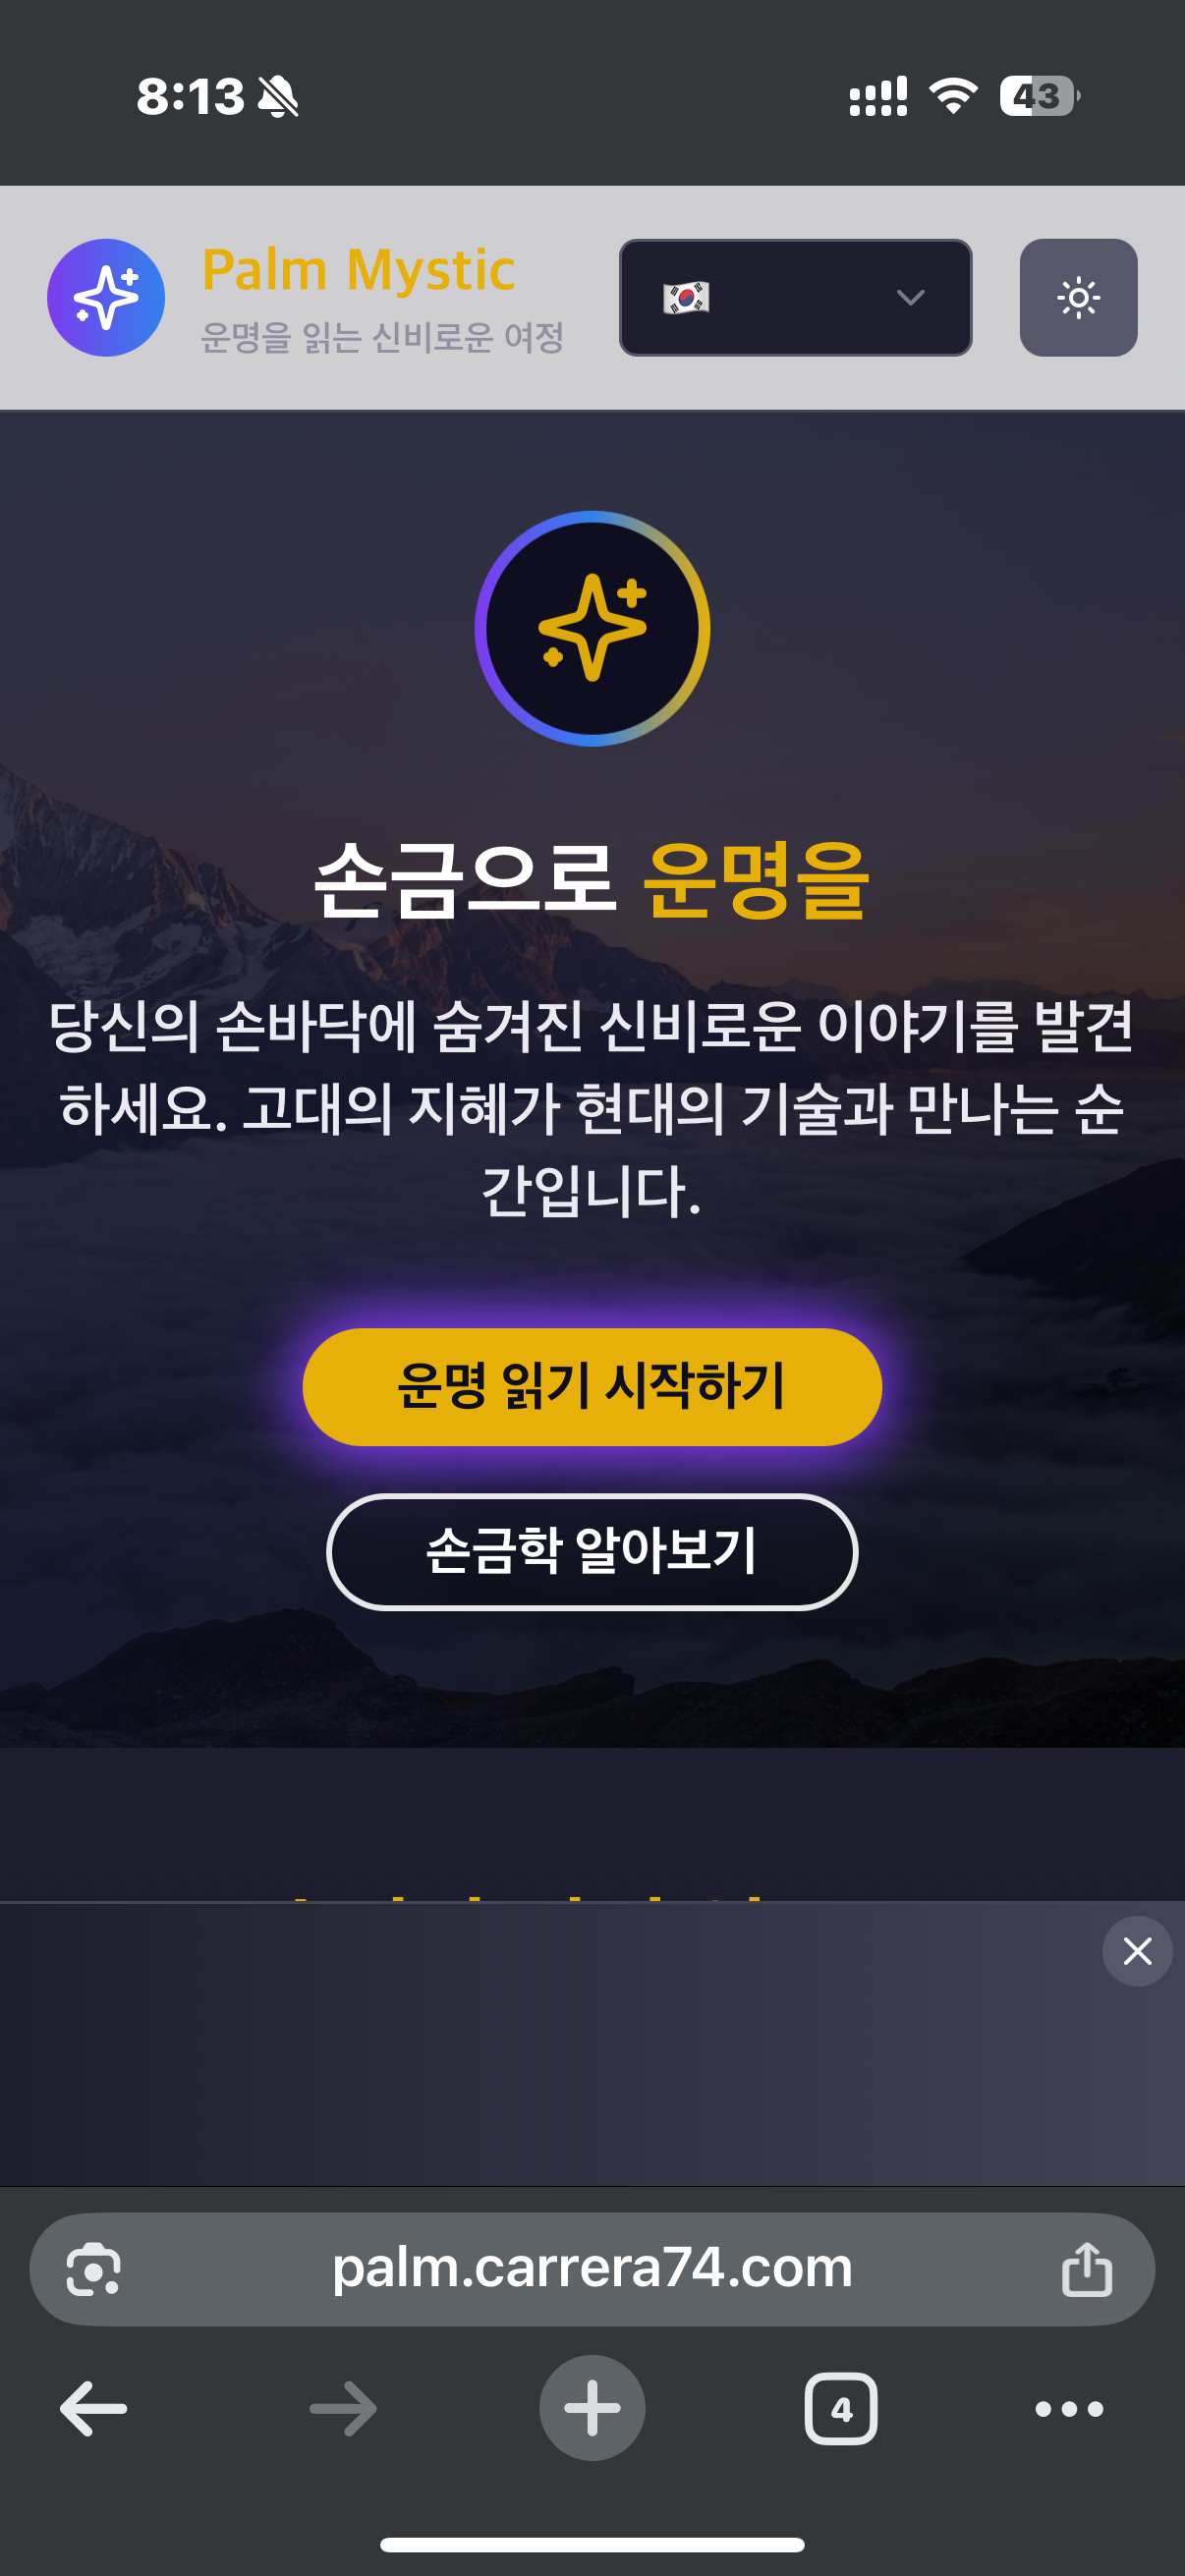 8:13
43
Palm Mystic
운명을 읽는 신비로운 여정
손금으로 운명을
당신의 손바닥에 숨겨진 신비로운 이야기를 발견
하세요. 고대의 지혜가 현대의 기술과 만나는 순
간입니다.
운명 읽기 시작하기
손금학 알아보기
palm.carrera74.com
4